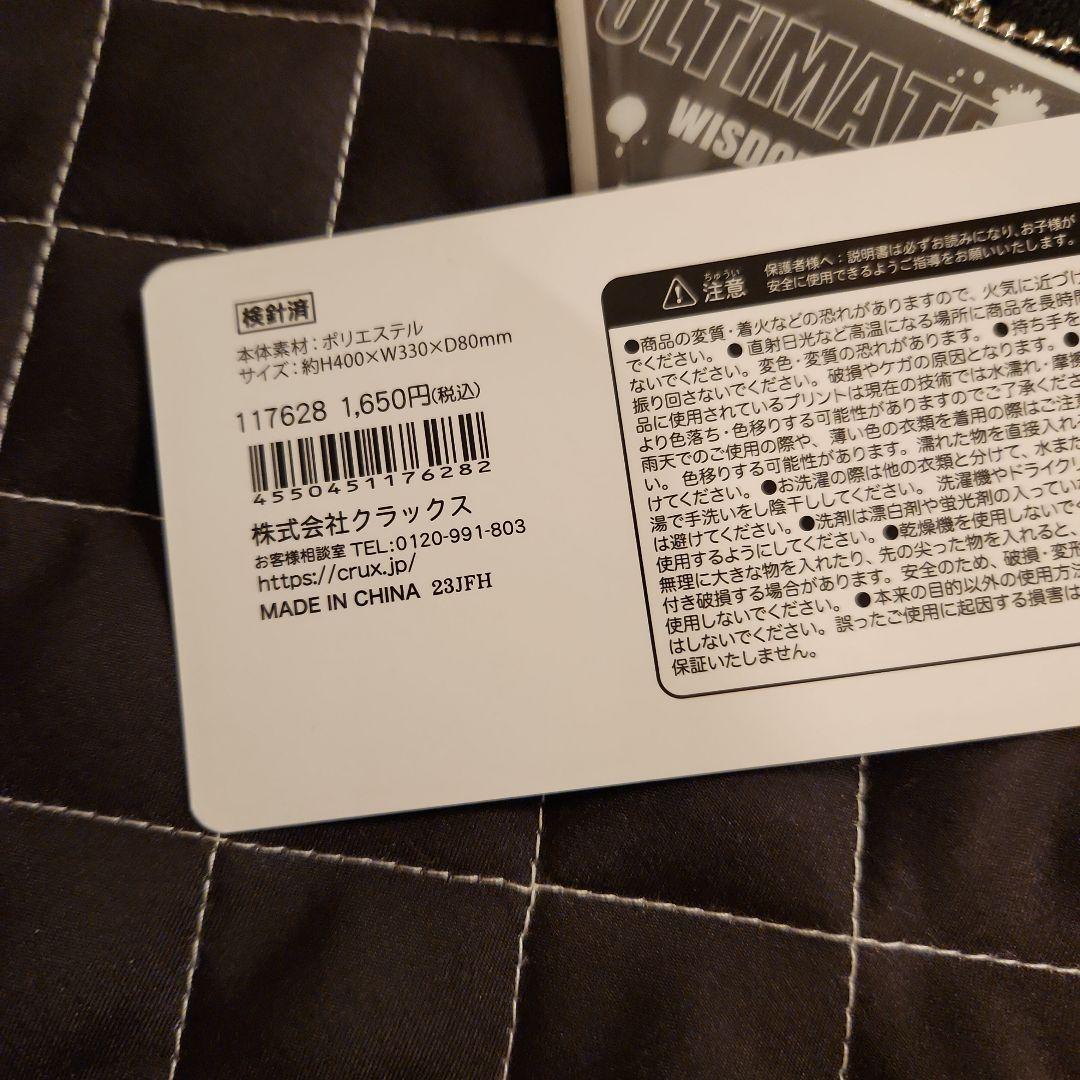 ULTIMATE
検針済
本体素材:ポリエステル
サイズ:約H400×W330×D80mm
117628 1,650円(税込)
4550451176282
株式会社クラックス
お客様相談室 TEL:0120-991-803
https://crux.jp/
MADE IN CHINA 23JFH
ちゅうい
注意
保護者様へ:説明書は必ずお読みになり、お子様が
安全に使用できるようご指導をお願いいたします。
●商品の変質・着火などの恐れがありますので、火気に近づけ
でください。 ●直射日光など高温になる場所に商品を長時間
ないでください。変色・変質の恐れがあります。 ●持ち手を
振り回さないでください。破損やケガの原因となります。 ●
品に使用されているプリントは現在の技術では水濡れ・摩擦
より色落ち・色移りする可能性がありますのでご了承くださ
雨天でのご使用の際や、薄い色の衣類を着用の際はご注意
い。色移りする可能性があります。濡れた物を直接入れ
けてください。 ●お洗濯の際は他の衣類と分けて、水また
湯で手洗いをし陰干ししてください。洗濯機やドライクリ
は避けてください。 ●洗剤は漂白剤や蛍光剤の入ってい
使用するようにしてください。 ●乾燥機を使用しないで
無理に大きな物を入れたり、先の尖った物を入れると、
付き破損する場合があります。安全のため、破損・変形
使用しないでください。 ●本来の目的以外の使用方法
はしないでください。誤ったご使用に起因する損害は
保証いたしません。